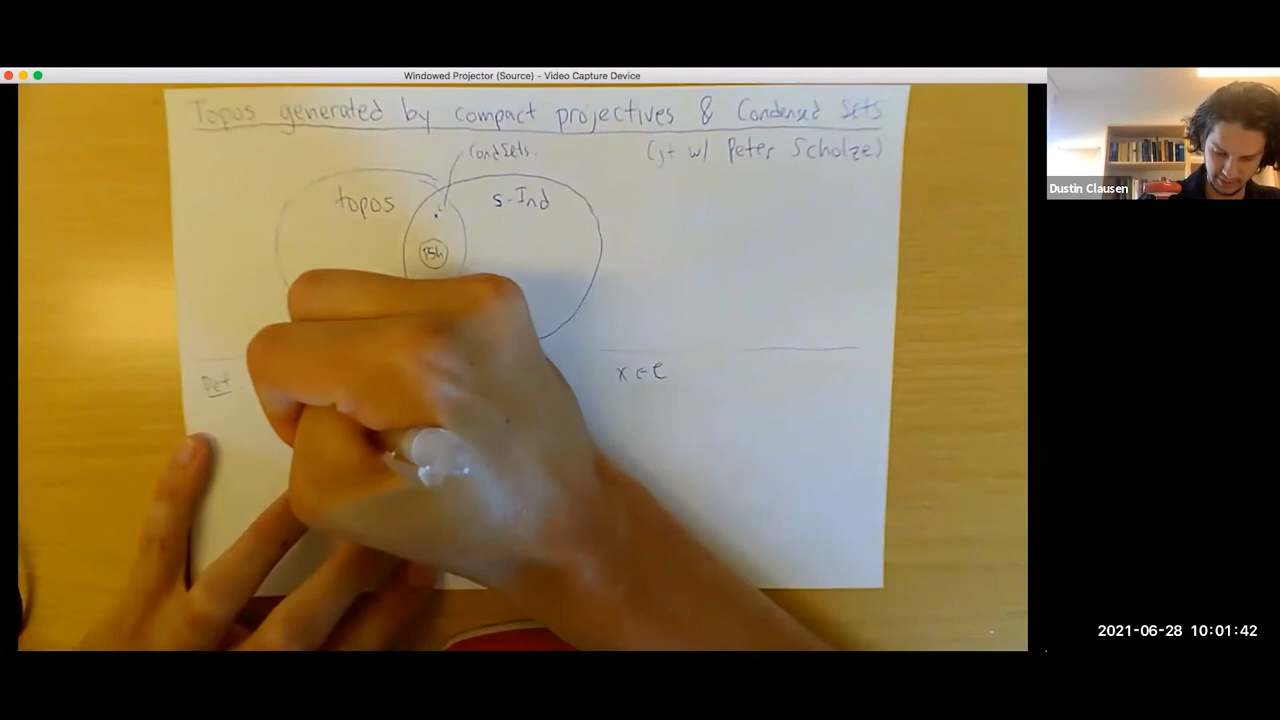 Windowed Projector (Source) - Video Capture Device
Topos generated by compact projectives & Condensed Sets
(jt w/ Peter Scholze)
CondSets.
topos
s-Ind
PSh
Def
x ∈ C
Dustin Clausen
2021-06-28 10:01:42